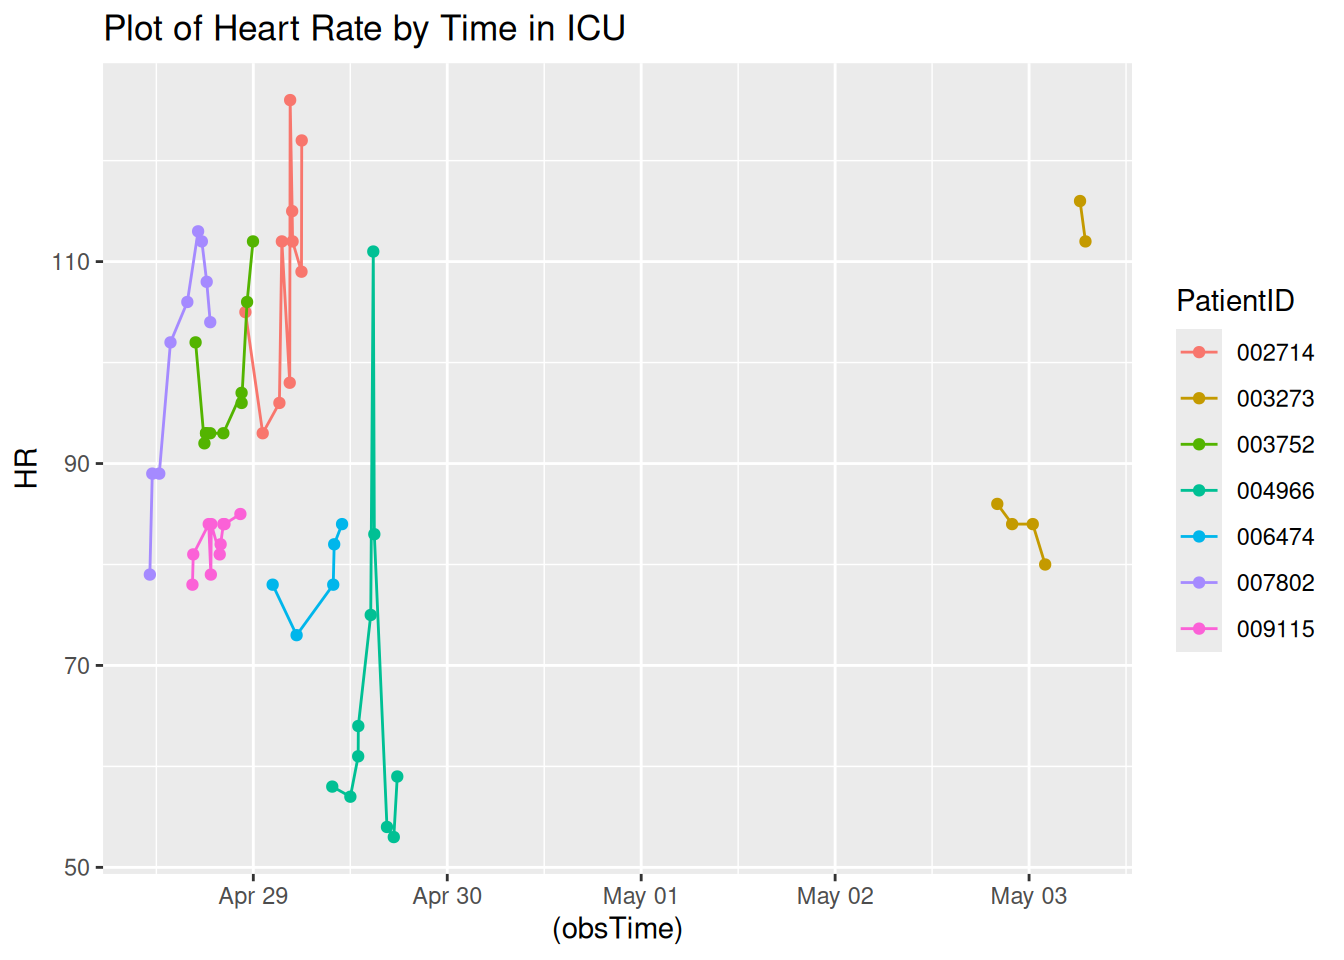 Plot of Heart Rate by Time in ICU
HR
110
90
70
50
Apr 29
Apr 30
May 01
May 02
May 03
(obsTime)
PatientID
002714
003273
003752
004966
006474
007802
009115